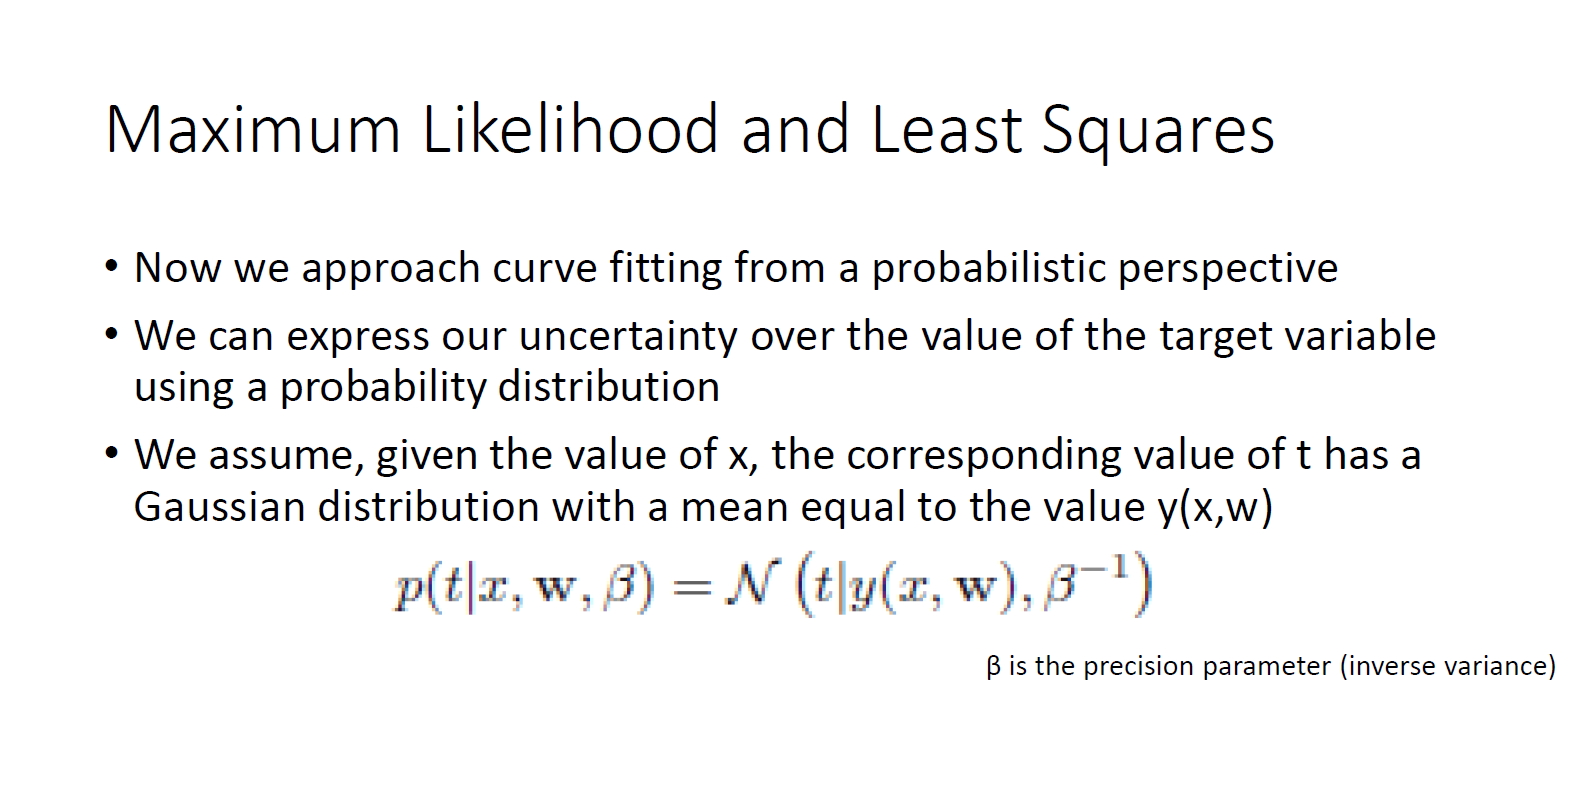 Maximum Likelihood and Least Squares
• Now we approach curve fitting from a probabilistic perspective
• We can express our uncertainty over the value of the target variable
using a probability distribution
• We assume, given the value of x, the corresponding value of t has a
Gaussian distribution with a mean equal to the value y(x,w)
p(t|x, w, β) = 𝒩 (t|y(x, w), β⁻¹)
β is the precision parameter (inverse variance)